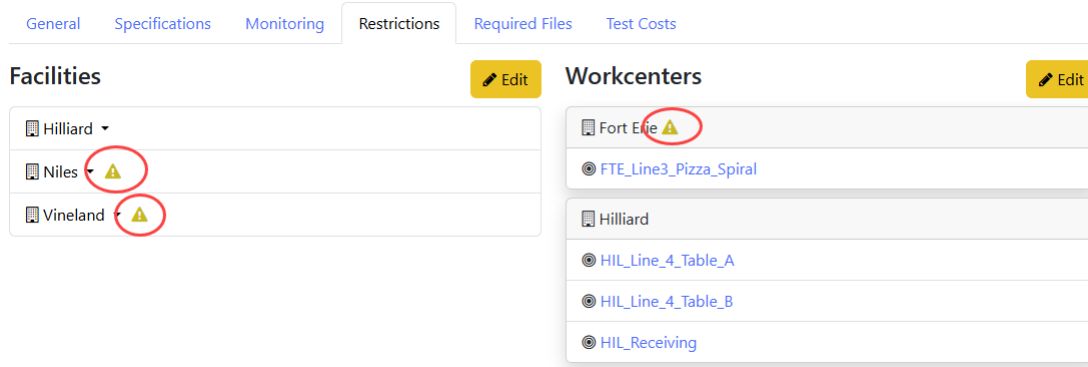 General Specifications Monitoring Restrictions Required Files Test Costs
Facilities
Edit
Hilliard
Niles
Vineland
Workcenters
Edit
Fort Erie
FTE_Line3_Pizza_Spiral
Hilliard
HIL_Line_4_Table_A
HIL_Line_4_Table_B
HIL_Receiving